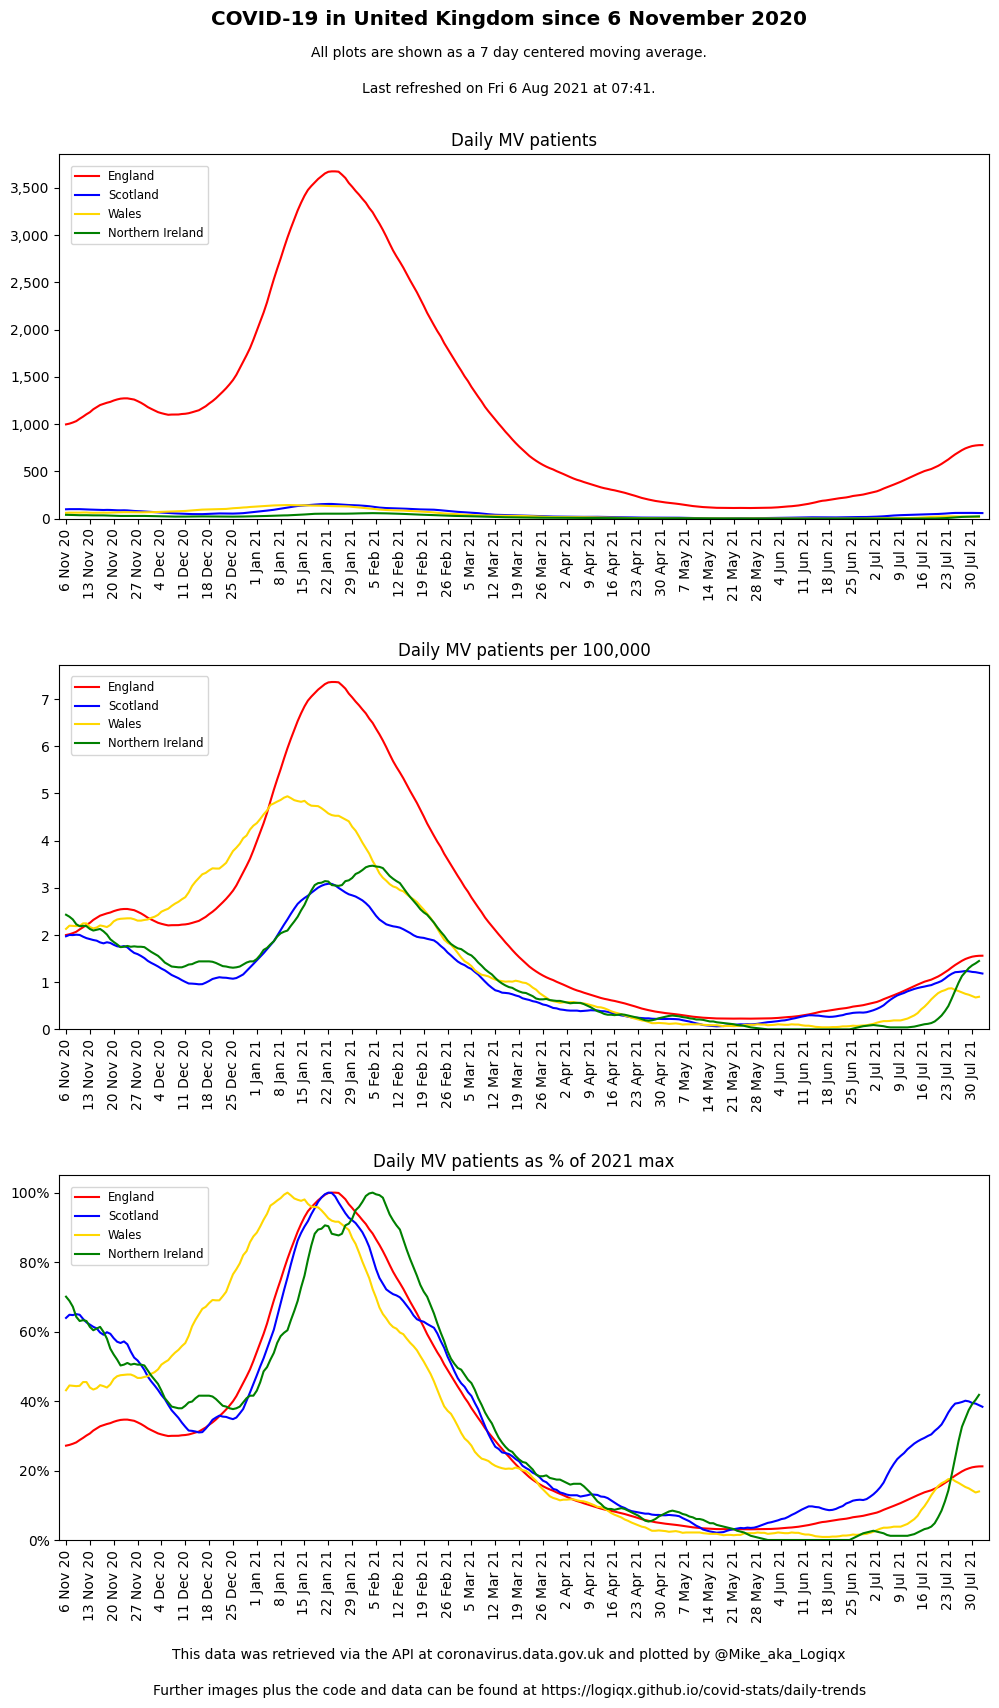 COVID-19 in United Kingdom since 6 November 2020
All plots are shown as a 7 day centered moving average.
Last refreshed on Fri 6 Aug 2021 at 07:41.
Daily MV patients
England
Scotland
Wales
Northern Ireland
3,500
3,000
2,500
2,000
1,500
1,000
500
0
6 Nov 20
13 Nov 20
20 Nov 20
27 Nov 20
4 Dec 20
11 Dec 20
18 Dec 20
25 Dec 20
1 Jan 21
8 Jan 21
15 Jan 21
22 Jan 21
29 Jan 21
5 Feb 21
12 Feb 21
19 Feb 21
26 Feb 21
5 Mar 21
12 Mar 21
19 Mar 21
26 Mar 21
2 Apr 21
9 Apr 21
16 Apr 21
23 Apr 21
30 Apr 21
7 May 21
14 May 21
21 May 21
28 May 21
4 Jun 21
11 Jun 21
18 Jun 21
25 Jun 21
2 Jul 21
9 Jul 21
16 Jul 21
23 Jul 21
30 Jul 21
Daily MV patients per 100,000
England
Scotland
Wales
Northern Ireland
7
6
5
4
3
2
1
0
6 Nov 20
13 Nov 20
20 Nov 20
27 Nov 20
4 Dec 20
11 Dec 20
18 Dec 20
25 Dec 20
1 Jan 21
8 Jan 21
15 Jan 21
22 Jan 21
29 Jan 21
5 Feb 21
12 Feb 21
19 Feb 21
26 Feb 21
5 Mar 21
12 Mar 21
19 Mar 21
26 Mar 21
2 Apr 21
9 Apr 21
16 Apr 21
23 Apr 21
30 Apr 21
7 May 21
14 May 21
21 May 21
28 May 21
4 Jun 21
11 Jun 21
18 Jun 21
25 Jun 21
2 Jul 21
9 Jul 21
16 Jul 21
23 Jul 21
30 Jul 21
Daily MV patients as % of 2021 max
England
Scotland
Wales
Northern Ireland
100%
80%
60%
40%
20%
0%
6 Nov 20
13 Nov 20
20 Nov 20
27 Nov 20
4 Dec 20
11 Dec 20
18 Dec 20
25 Dec 20
1 Jan 21
8 Jan 21
15 Jan 21
22 Jan 21
29 Jan 21
5 Feb 21
12 Feb 21
19 Feb 21
26 Feb 21
5 Mar 21
12 Mar 21
19 Mar 21
26 Mar 21
2 Apr 21
9 Apr 21
16 Apr 21
23 Apr 21
30 Apr 21
7 May 21
14 May 21
21 May 21
28 May 21
4 Jun 21
11 Jun 21
18 Jun 21
25 Jun 21
2 Jul 21
9 Jul 21
16 Jul 21
23 Jul 21
30 Jul 21
This data was retrieved via the API at coronavirus.data.gov.uk and plotted by @Mike_aka_Logiqx
Further images plus the code and data can be found at https://logiqx.github.io/covid-stats/daily-trends